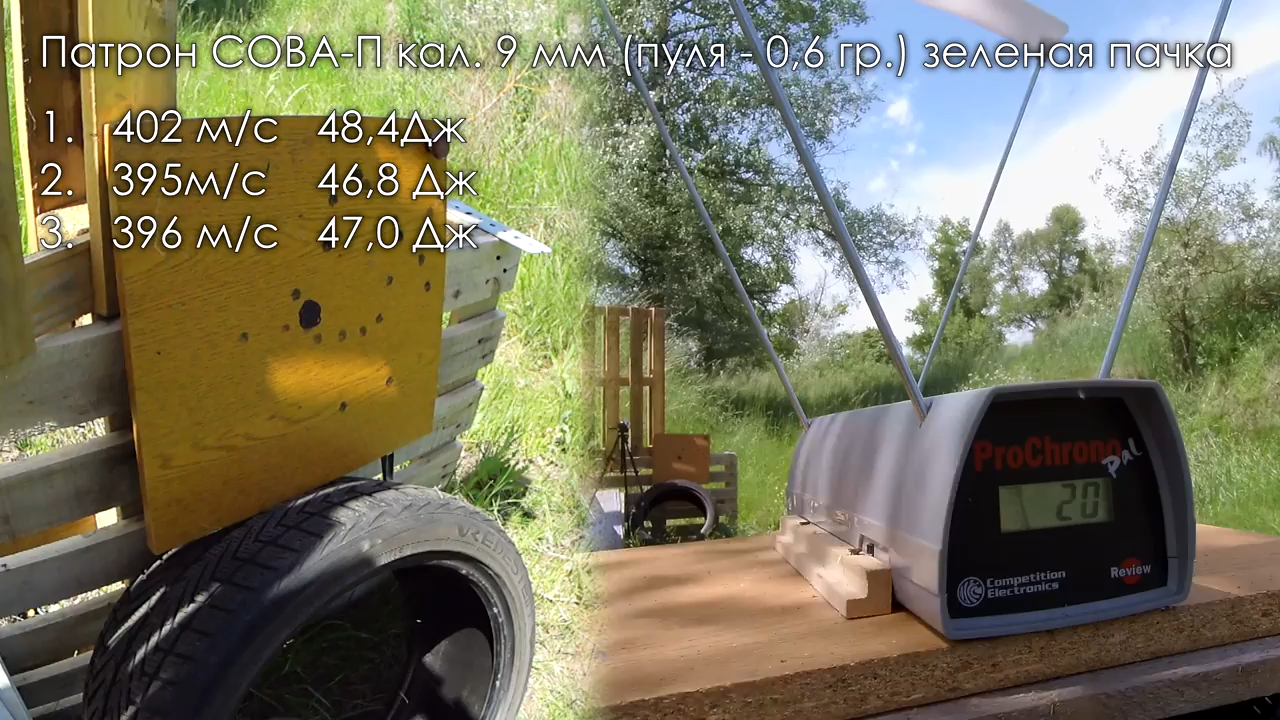 Патрон СОВА-П кал. 9 мм (пуля - 0,6 гр.) зеленая пачка
1. 402 м/с 48,4Дж
2. 395м/с 46,8 Дж
3. 396 м/с 47,0 Дж
ProChrono
Pal
20
Competition
Electronics
Review